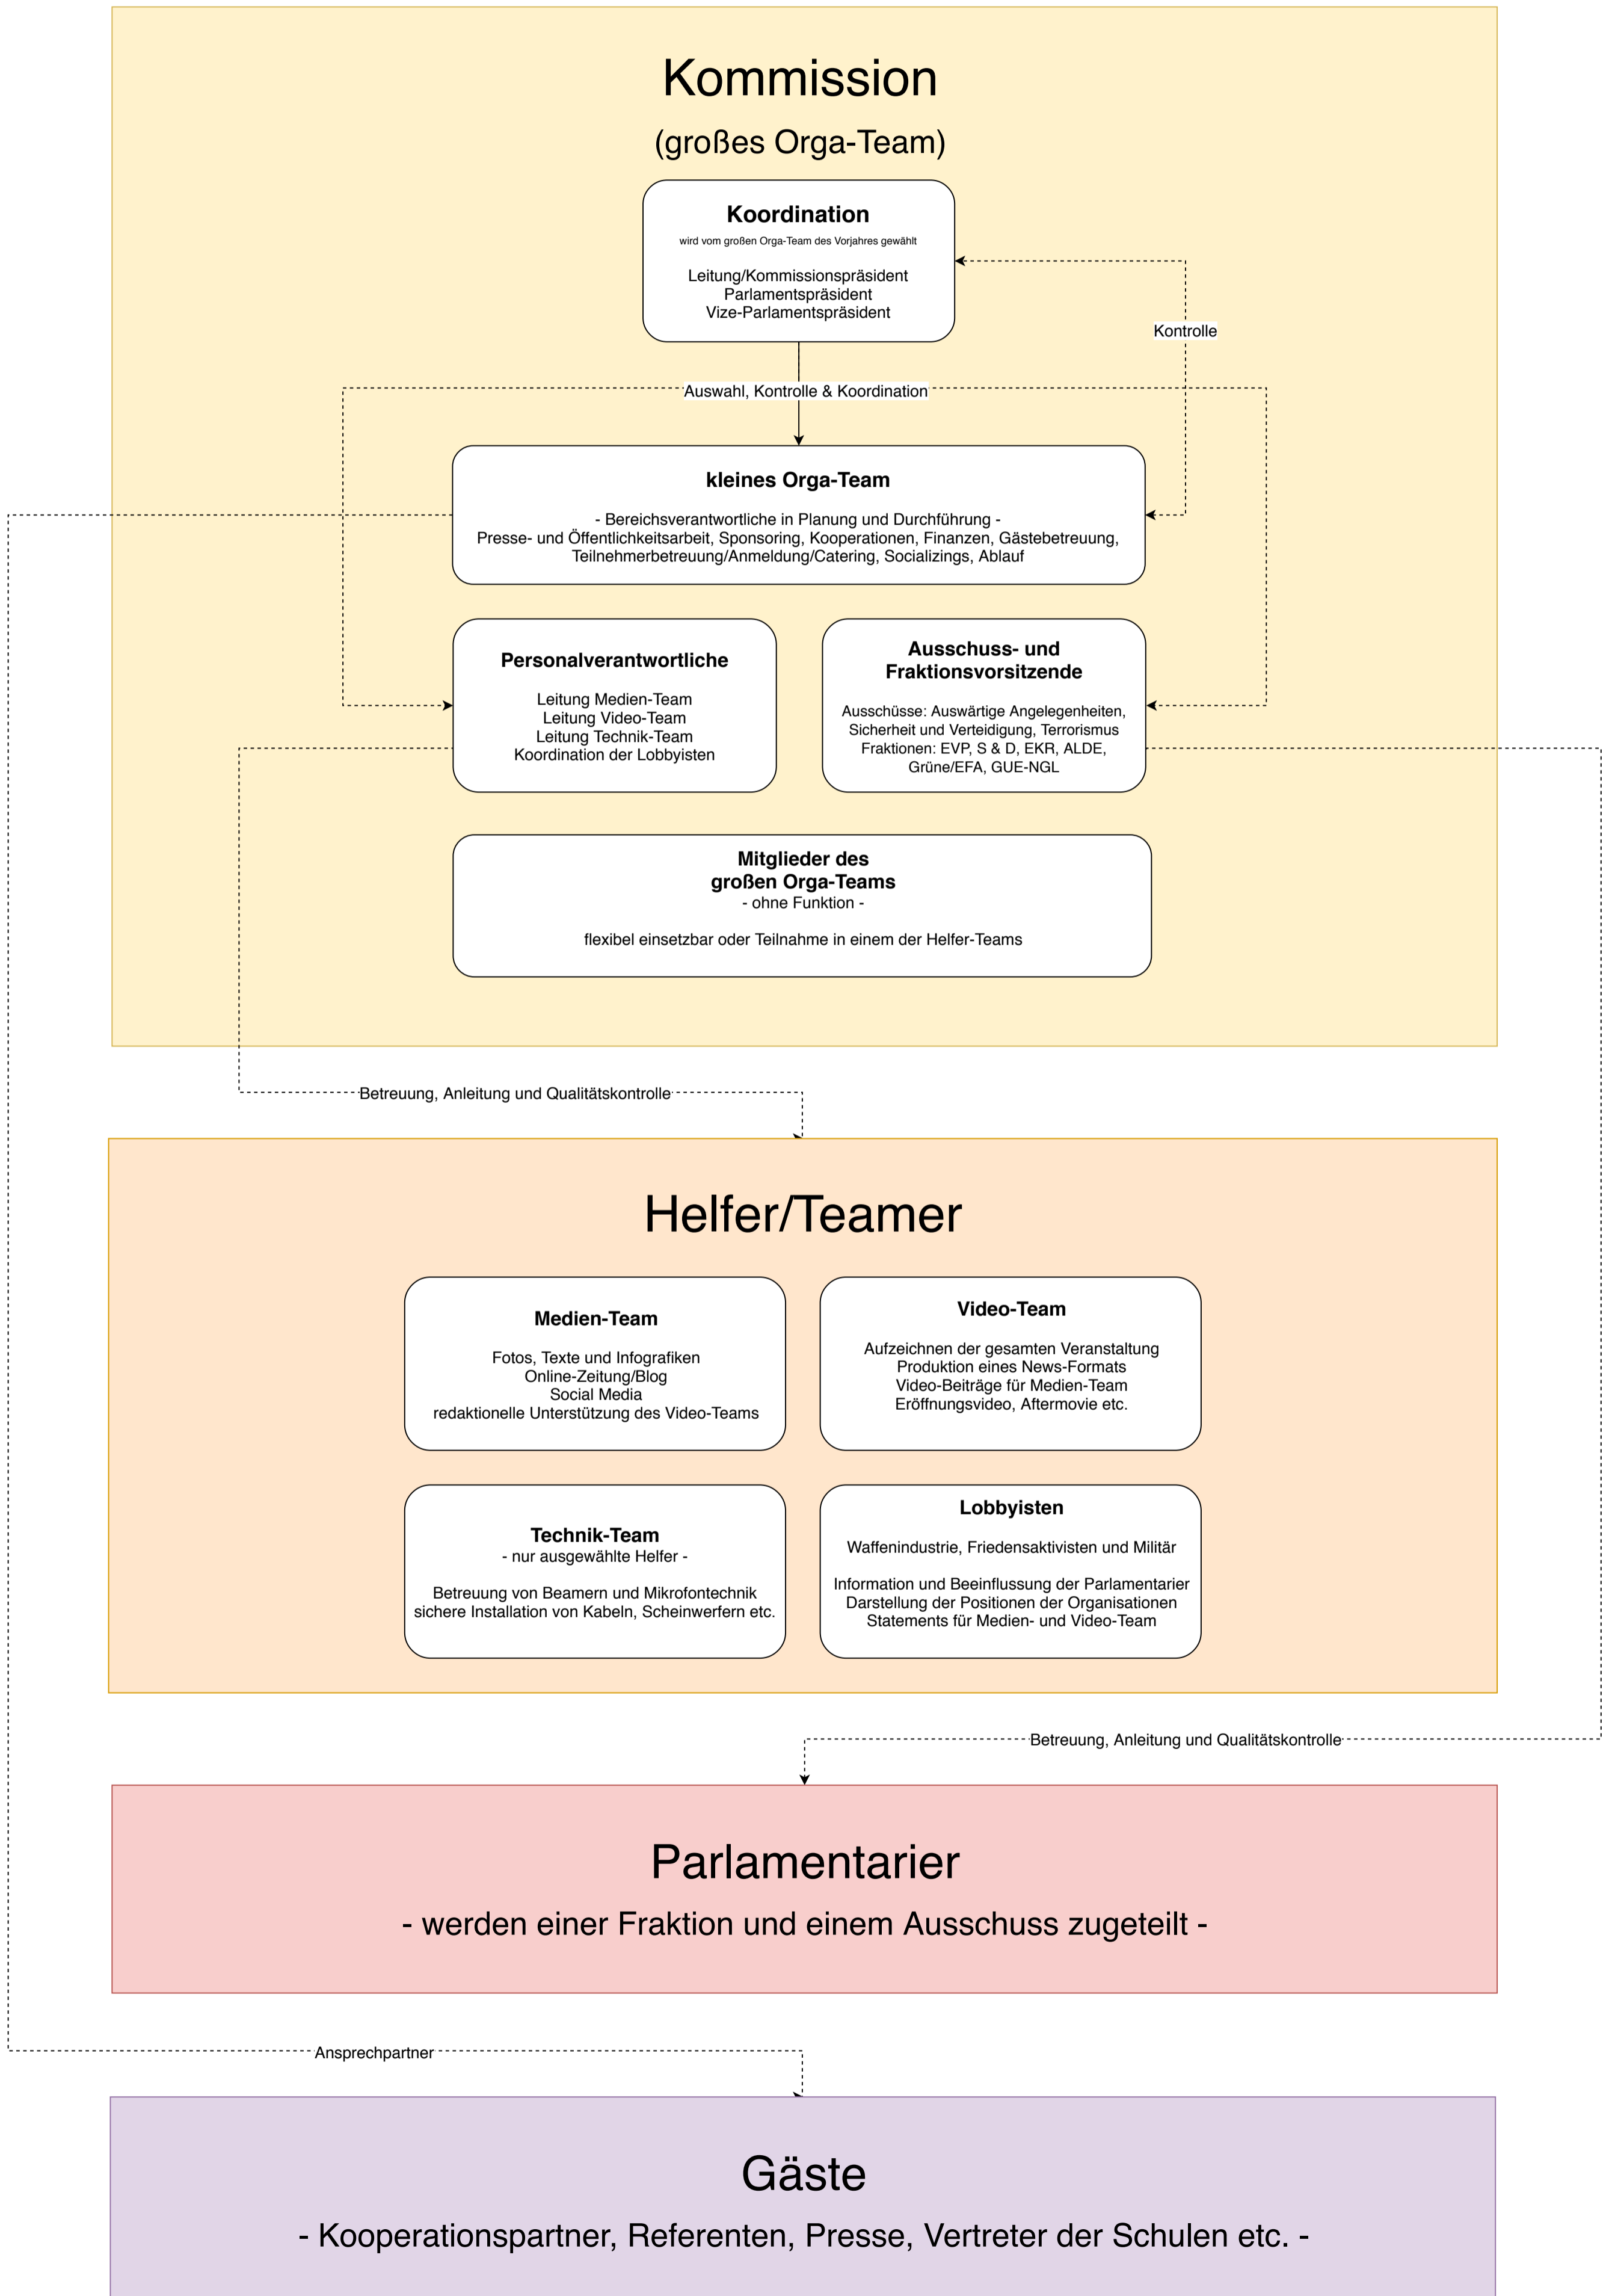 Kommission
(großes Orga-Team)
Koordination
wird vom großen Orga-Team des Vorjahres gewählt
Leitung/Kommissionspräsident
Parlamentspräsident
Vize-Parlamentspräsident
Kontrolle
Auswahl, Kontrolle & Koordination
kleines Orga-Team
- Bereichsverantwortliche in Planung und Durchführung -
Presse- und Öffentlichkeitsarbeit, Sponsoring, Kooperationen, Finanzen, Gästebetreuung,
Teilnehmerbetreuung/Anmeldung/Catering, Socializings, Ablauf
Personalverantwortliche
Leitung Medien-Team
Leitung Video-Team
Leitung Technik-Team
Koordination der Lobbyisten
Ausschuss- und
Fraktionsvorsitzende
Ausschüsse: Auswärtige Angelegenheiten,
Sicherheit und Verteidigung, Terrorismus
Fraktionen: EVP, S & D, EKR, ALDE,
Grüne/EFA, GUE-NGL
Mitglieder des
großen Orga-Teams
- ohne Funktion -
flexibel einsetzbar oder Teilnahme in einem der Helfer-Teams
Betreuung, Anleitung und Qualitätskontrolle
Helfer/Teamer
Medien-Team
Fotos, Texte und Infografiken
Online-Zeitung/Blog
Social Media
redaktionelle Unterstützung des Video-Teams
Video-Team
Aufzeichnen der gesamten Veranstaltung
Produktion eines News-Formats
Video-Beiträge für Medien-Team
Eröffnungsvideo, Aftermovie etc.
Technik-Team
- nur ausgewählte Helfer -
Betreuung von Beamern und Mikrofontechnik
sichere Installation von Kabeln, Scheinwerfern etc.
Lobbyisten
Waffenindustrie, Friedensaktivisten und Militär
Information und Beeinflussung der Parlamentarier
Darstellung der Positionen der Organisationen
Statements für Medien- und Video-Team
Betreuung, Anleitung und Qualitätskontrolle
Parlamentarier
- werden einer Fraktion und einem Ausschuss zugeteilt -
Ansprechpartner
Gäste
- Kooperationspartner, Referenten, Presse, Vertreter der Schulen etc. -